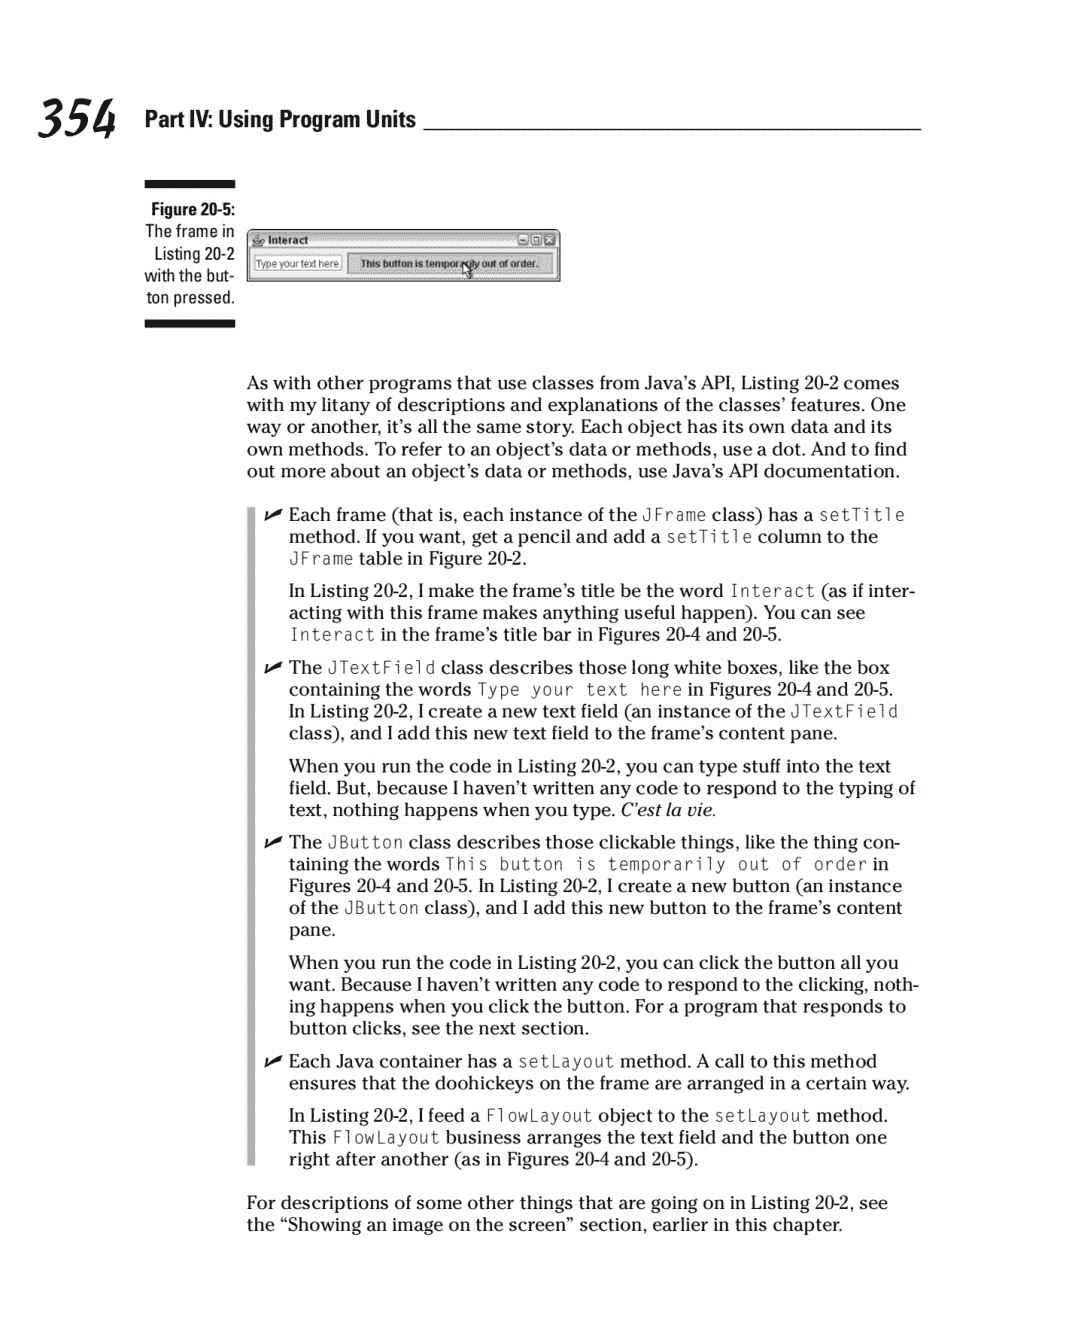 354 Part IV: Using Program Units
Figure 20-5:
The frame in
Listing 20-2
with the but-
ton pressed.
Interact
Type your text here. This button is temporarily out of order.
As with other programs that use classes from Java's API, Listing 20-2 comes
with my litany of descriptions and explanations of the classes' features. One
way or another, it's all the same story. Each object has its own data and its
own methods. To refer to an object's data or methods, use a dot. And to find
out more about an object's data or methods, use Java's API documentation.
✓ Each frame (that is, each instance of the JFrame class) has a setTitle
method. If you want, get a pencil and add a setTitle column to the
JFrame table in Figure 20-2.
In Listing 20-2, I make the frame's title be the word Interact (as if inter-
acting with this frame makes anything useful happen). You can see
Interact in the frame's title bar in Figures 20-4 and 20-5.
✓ The JTextField class describes those long white boxes, like the box
containing the words Type your text here in Figures 20-4 and 20-5.
In Listing 20-2, I create a new text field (an instance of the JTextField
class), and I add this new text field to the frame's content pane.
When you run the code in Listing 20-2, you can type stuff into the text
field. But, because I haven't written any code to respond to the typing of
text, nothing happens when you type. C'est la vie.
✓ The JButton class describes those clickable things, like the thing con-
taining the words This button is temporarily out of order in
Figures 20-4 and 20-5. In Listing 20-2, I create a new button (an instance
of the JButton class), and I add this new button to the frame's content
pane.
When you run the code in Listing 20-2, you can click the button all you
want. Because I haven't written any code to respond to the clicking, noth-
ing happens when you click the button. For a program that responds to
button clicks, see the next section.
✓ Each Java container has a setLayout method. A call to this method
ensures that the doohickeys on the frame are arranged in a certain way.
In Listing 20-2, I feed a FlowLayout object to the setLayout method.
This FlowLayout business arranges the text field and the button one
right after another (as in Figures 20-4 and 20-5).
For descriptions of some other things that are going on in Listing 20-2, see
the “Showing an image on the screen” section, earlier in this chapter.